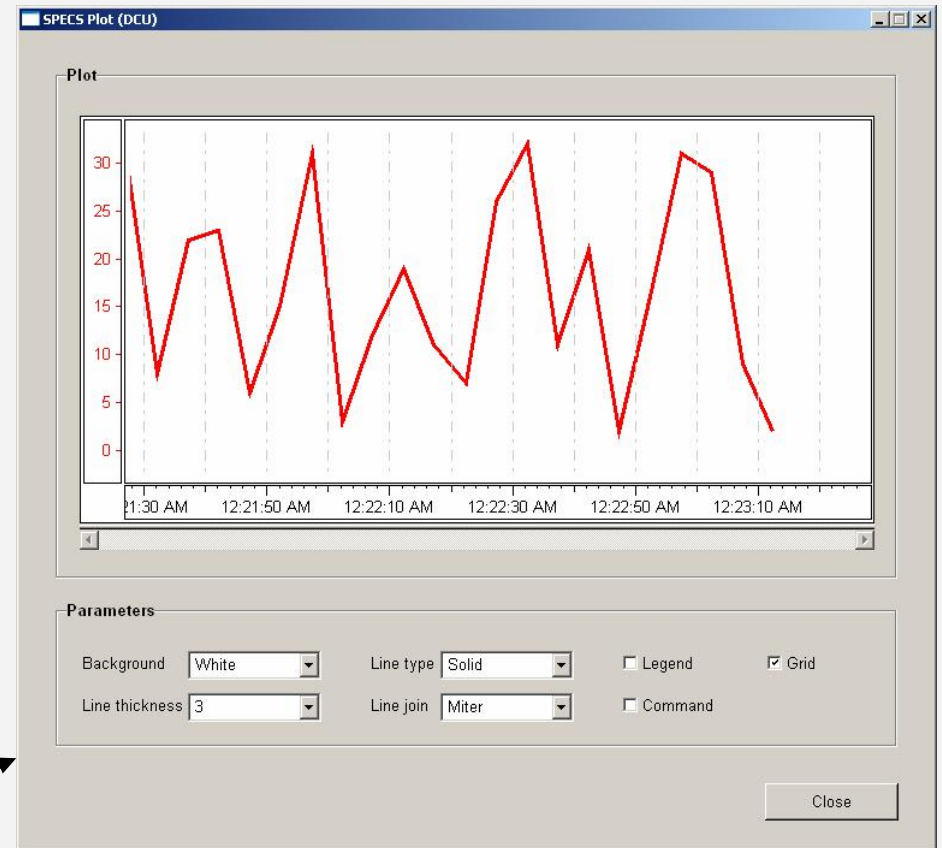 SPECS Plot (DCU)
Plot
30
25
20
15
10
5
0
21:30 AM 12:21:50 AM 12:22:10 AM 12:22:30 AM 12:22:50 AM 12:23:10 AM
Parameters
Background White Line type Solid Legend Grid
Line thickness 3 Line join Miter Command
Close